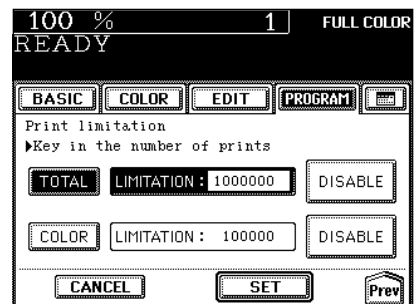 100 % 1 FULL COLOR
READY
BASIC COLOR EDIT PROGRAM
Print limitation
▶Key in the number of prints
TOTAL LIMITATION: 1000000 DISABLE
COLOR LIMITATION: 100000 DISABLE
CANCEL SET Prev